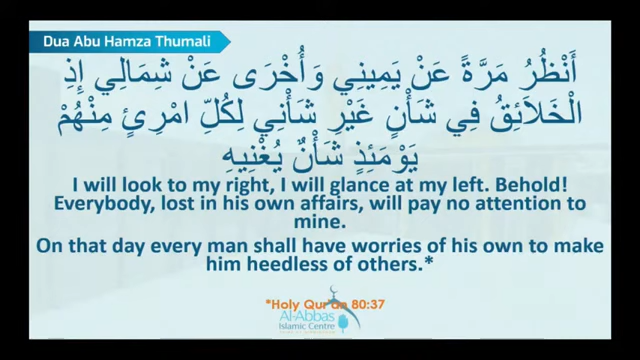 Dua Abu Hamza Thumali
أَنْظُرُ مَرَّةً عَنْ يَمِينِي وَأُخْرَى عَنْ شِمَالِي إِذِ
الْخَلَائِقُ فِي شَأْنٍ غَيْرِ شَأْنِي لِكُلِّ امْرِئٍ مِنْهُمْ
يَوْمَئِذٍ شَأْنٌ يُغْنِيهِ
I will look to my right, I will glance at my left. Behold!
Everybody, lost in his own affairs, will pay no attention to
mine.
On that day every man shall have worries of his own to make
him heedless of others.*
*Holy Qur'an 80:37
Al-Abbas
Islamic Centre